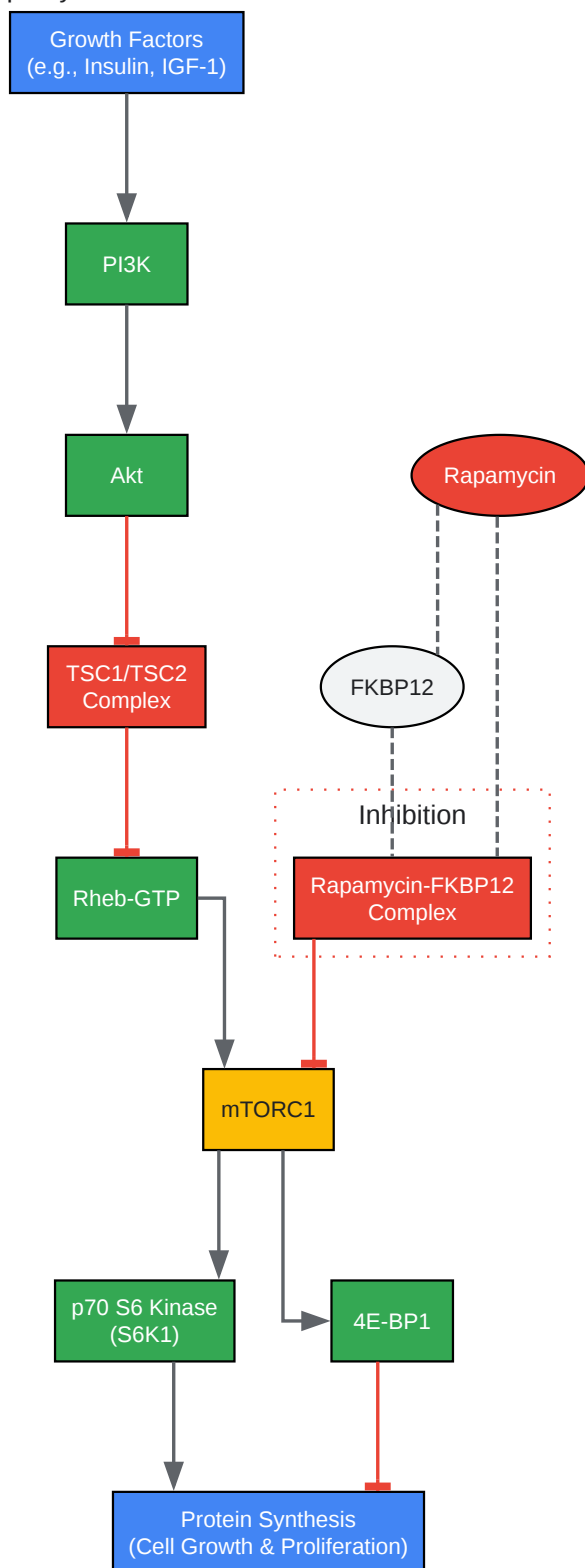 Growth Factors
(e.g., Insulin, IGF-1)
PI3K
Akt
Rapamycin
TSC1/TSC2
Complex
FKBP12
Inhibition
Rheb-GTP
Rapamycin-FKBP12
Complex
mTORC1
p70 S6 Kinase
(S6K1)
4E-BP1
Protein Synthesis
(Cell Growth & Proliferation)